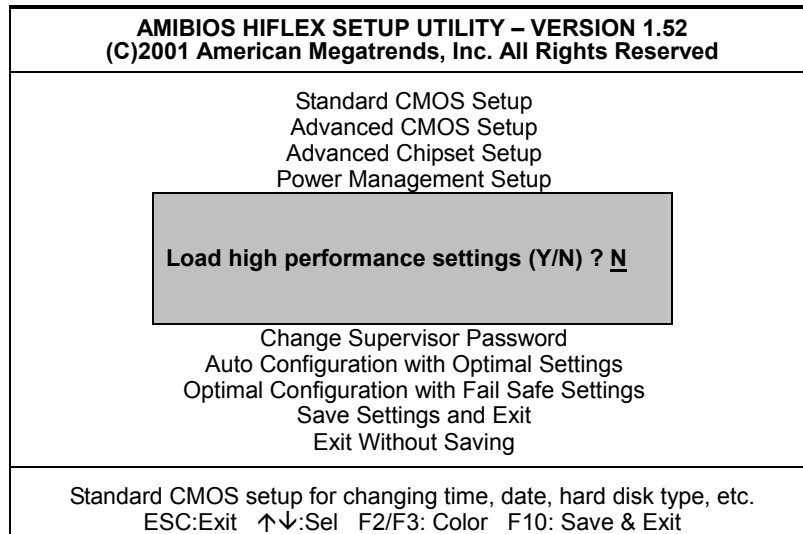 AMIBIOS HIFLEX SETUP UTILITY – VERSION 1.52
(C)2001 American Megatrends, Inc. All Rights Reserved
Standard CMOS Setup
Advanced CMOS Setup
Advanced Chipset Setup
Power Management Setup
Load high performance settings (Y/N) ? N
Change Supervisor Password
Auto Configuration with Optimal Settings
Optimal Configuration with Fail Safe Settings
Save Settings and Exit
Exit Without Saving
Standard CMOS setup for changing time, date, hard disk type, etc.
ESC:Exit ↑↓:Sel F2/F3: Color F10: Save & Exit